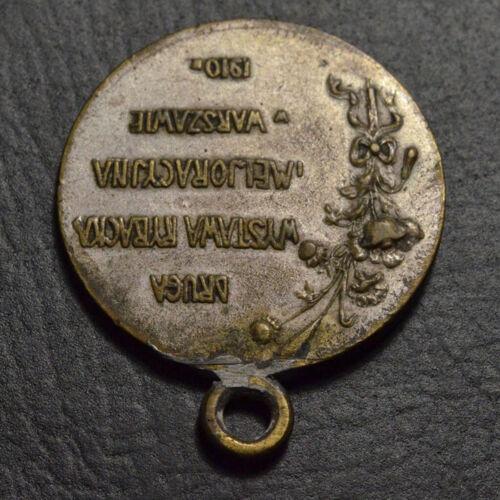 DRUGA
WYSTAWA RYBACKA
I MELJORACYJNA
w WARSZAWIE
1910 R.